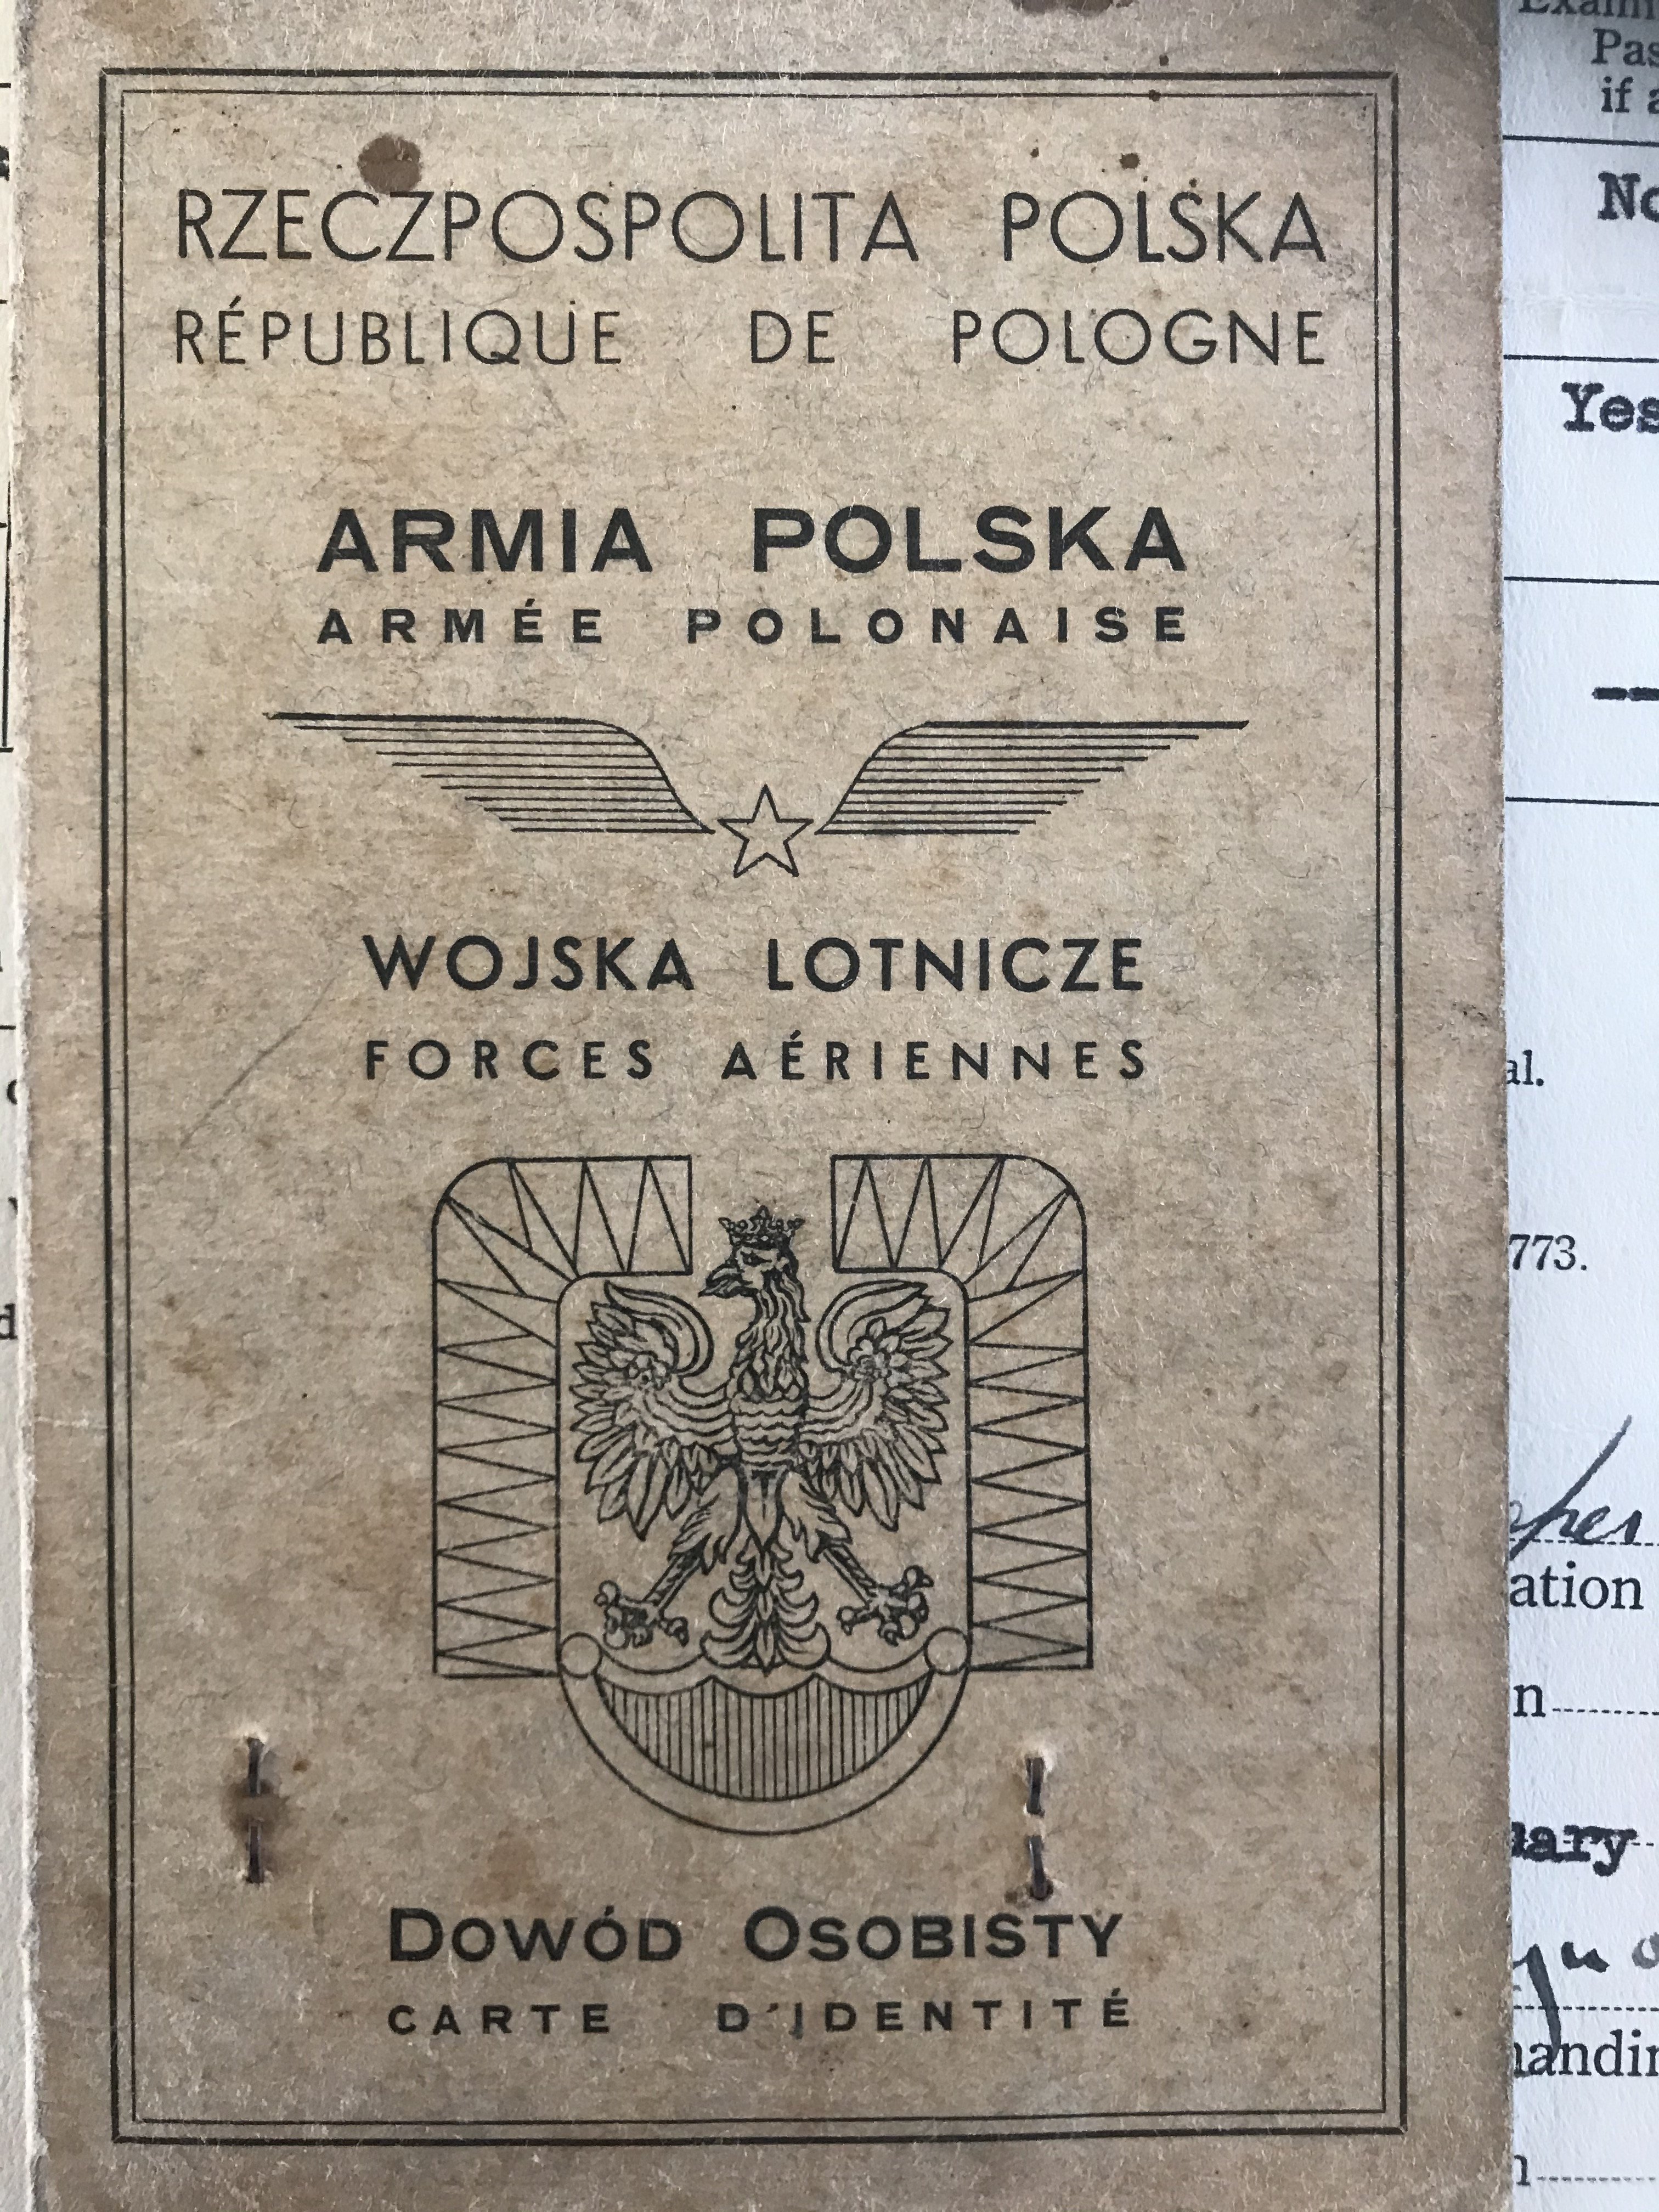 RZECZPOSPOLITA POLSKA
RÉPUBLIQUE DE POLOGNE
ARMIA POLSKA
ARMÉE POLONAISE
WOJSKA LOTNICZE
FORCES AÉRIENNES
DOWÓD OSOBISTY
CARTE D'IDENTITÉ
Pas
if a
No
Yes
--
al.
773.
ation
n